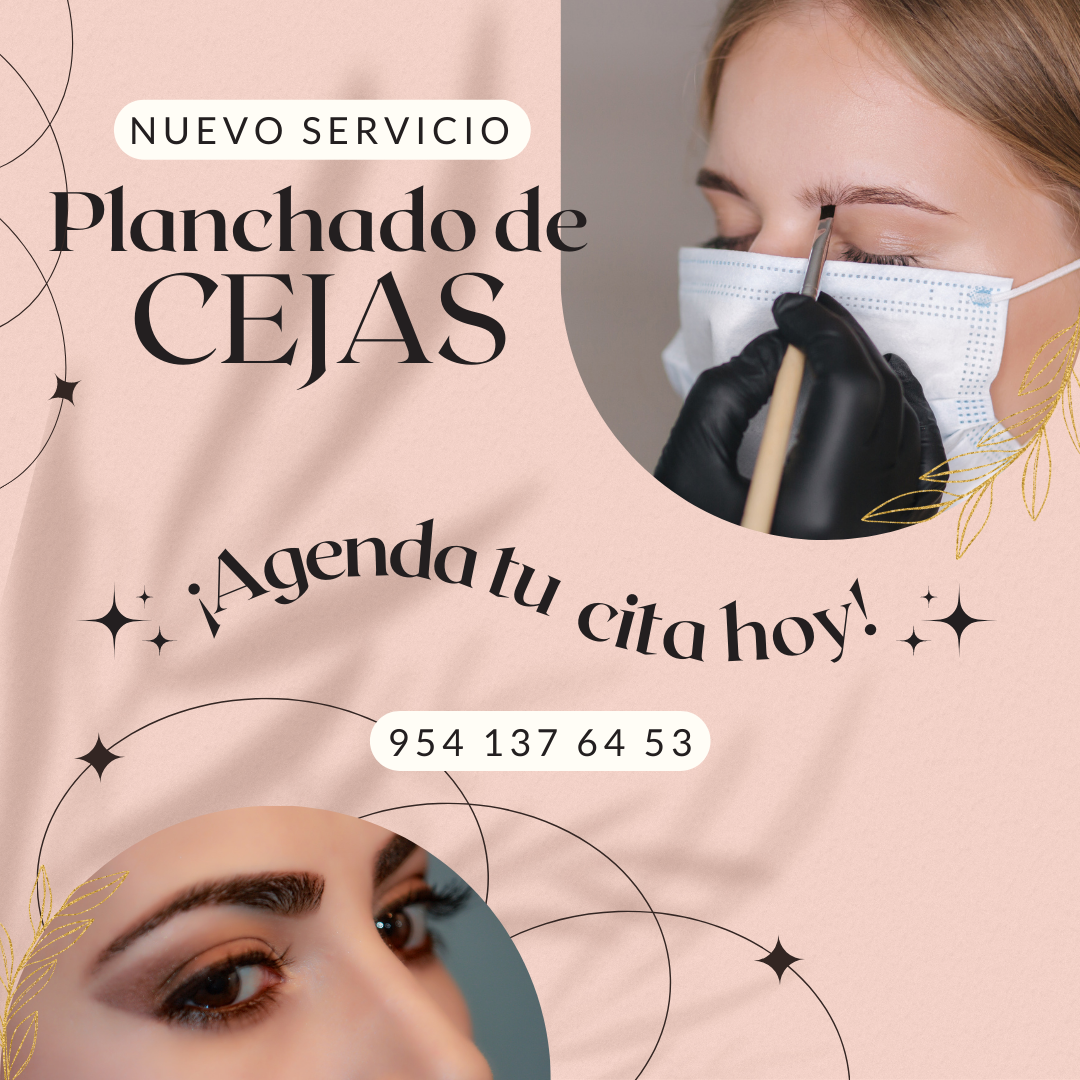 NUEVO SERVICIO
Planchado de
CEJAS
¡Agenda tu cita hoy!
954 137 64 53